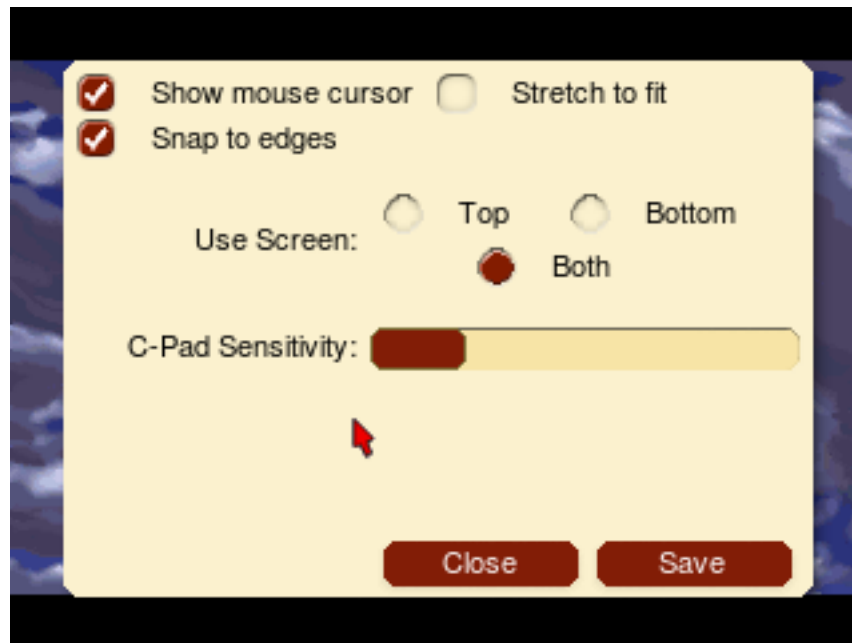 Show mouse cursor Stretch to fit
Snap to edges
Use Screen:
Top Bottom
Both
C-Pad Sensitivity:
Close Save